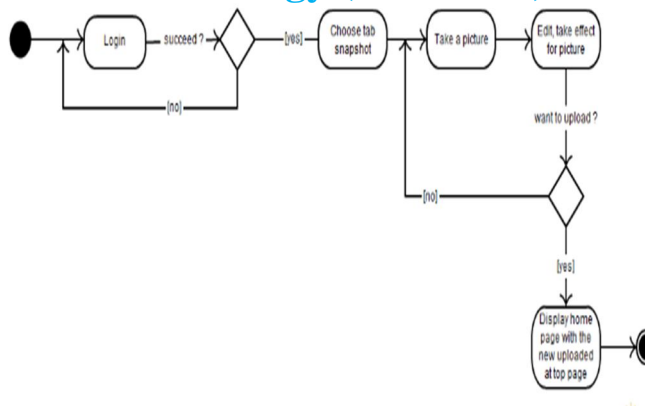 Login
succeed ?
[yes]
Choose tab
snapshot
Take a picture
Edit, take effect
for picture
[no]
want to upload ?
[no]
[yes]
Display home
page with the
new uploaded
at top page